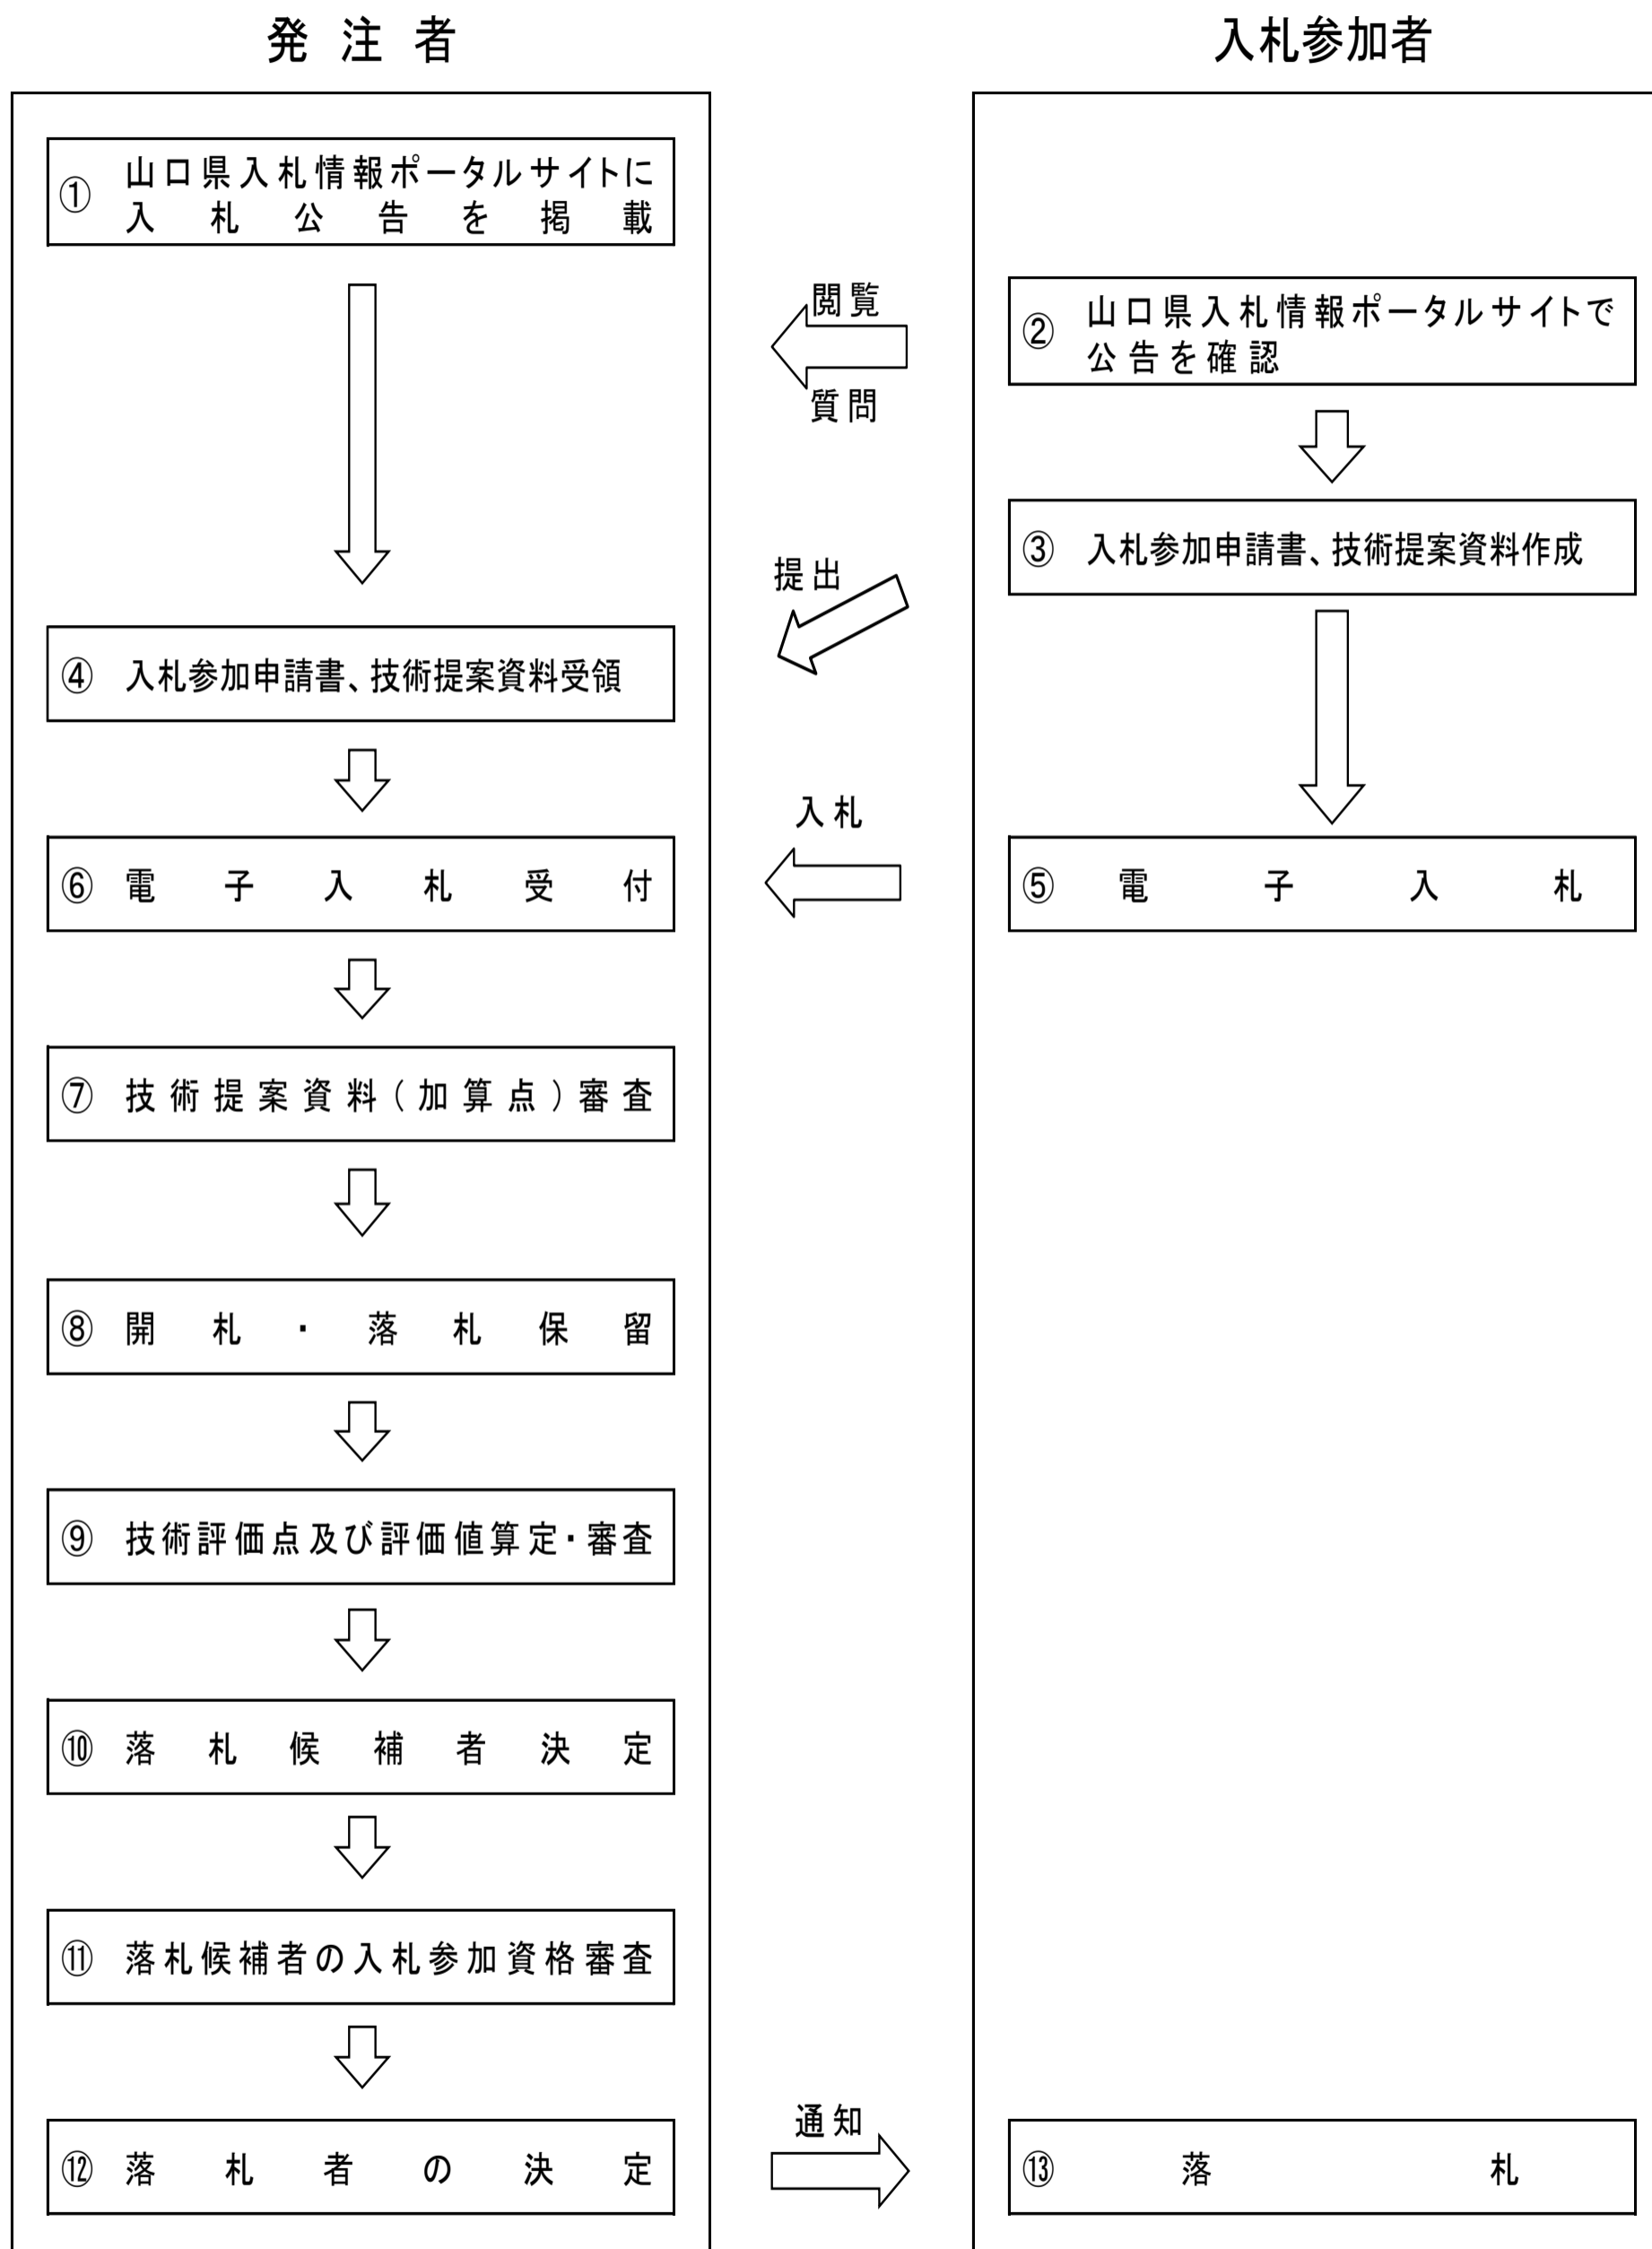 発注者
入札参加者
① 山口県入札情報ポータルサイトに
入札公告を掲載
閲覧
② 山口県入札情報ポータルサイトで
公告を確認
質問
③ 入札参加申請書、技術提案資料作成
提出
④ 入札参加申請書、技術提案資料受領
入札
⑥ 電子入札受付
⑤ 電子入札
⑦ 技術提案資料(加算点)審査
⑧ 開札・落札保留
⑨ 技術評価点及び評価値算定・審査
⑩ 落札候補者決定
⑪ 落札候補者の入札参加資格審査
通知
⑫ 落札者の決定
⑬ 落札